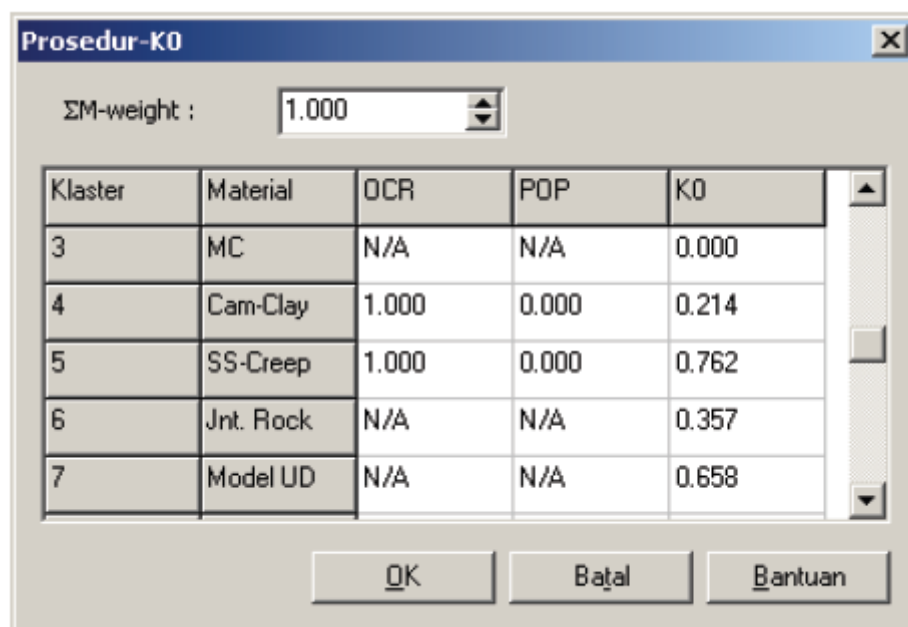 Prosedur-K0
ΣM-weight : 1.000
Klaster Material OCR POP K0
3 MC N/A N/A 0.000
4 Cam-Clay 1.000 0.000 0.214
5 SS-Creep 1.000 0.000 0.762
6 Jnt. Rock N/A N/A 0.357
7 Model UD N/A N/A 0.658
OK Batal Bantuan